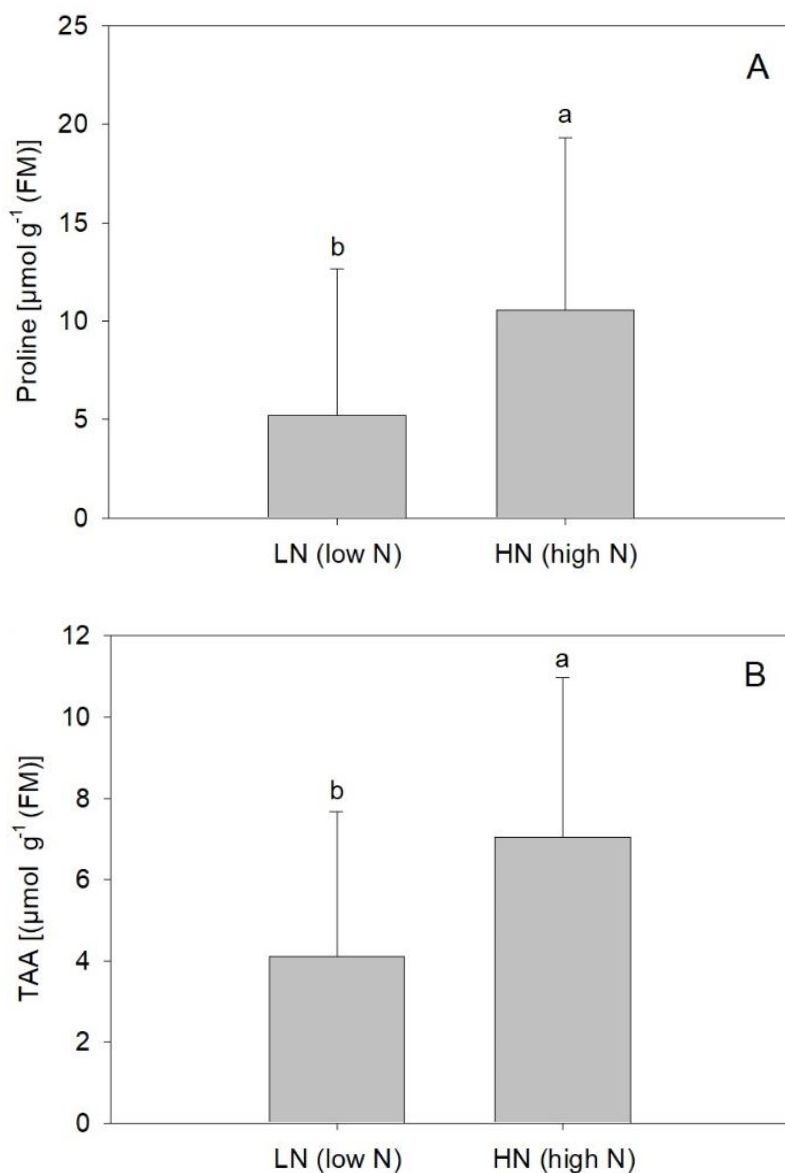 A
Proline [µmol g⁻¹ (FM)]
25
20
15
10
5
0
b
a
LN (low N) HN (high N)
B
TAA [(µmol g⁻¹ (FM)]
12
10
8
6
4
2
0
b
a
LN (low N) HN (high N)